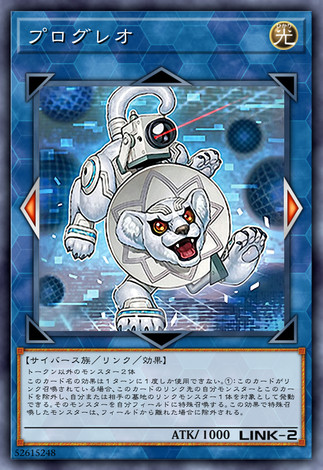 プログレオ
光
【サイバース族／リンク／効果】
トークン以外のモンスター２体
このカード名の効果は１ターンに１度しか使用できない。①：このカードが
リンク召喚されている場合、このカードのリンク先の自分モンスターとこのカー
ドを除外し、自分または相手の墓地のリンクモンスター１体を対象として発動
できる。そのモンスターを自分フィールドに特殊召喚する。この効果で特殊召
喚したモンスターは、フィールドから離れた場合に除外される。
ATK/1000 LINK-2
52615248